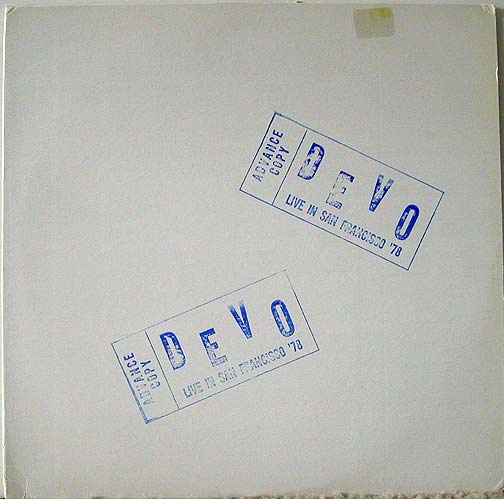 ADVANCE
COPY
DEVO
LIVE IN SAN FRANCISCO '78
ADVANCE
COPY
DEVO
LIVE IN SAN FRANCISCO '78